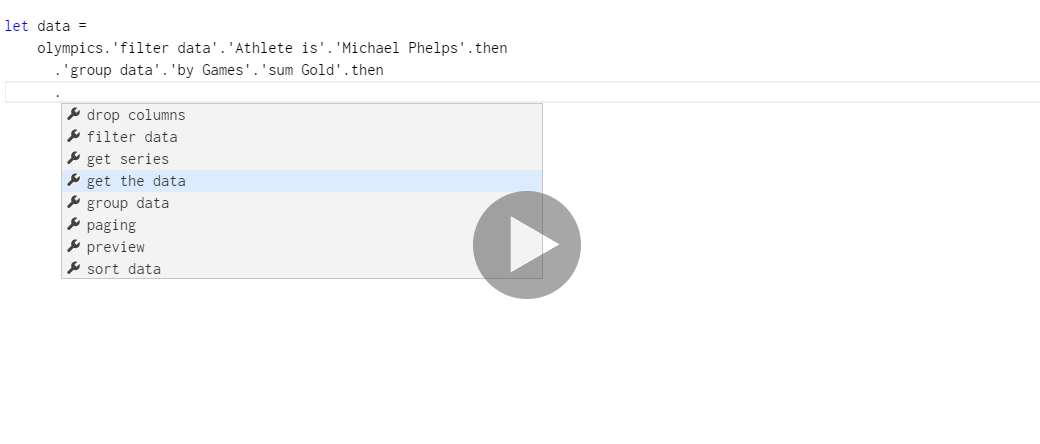 let data =
olympics.'filter data'.'Athlete is'.'Michael Phelps'.then
.'group data'.'by Games'.'sum Gold'.then
.
drop columns
filter data
get series
get the data
group data
paging
preview
sort data